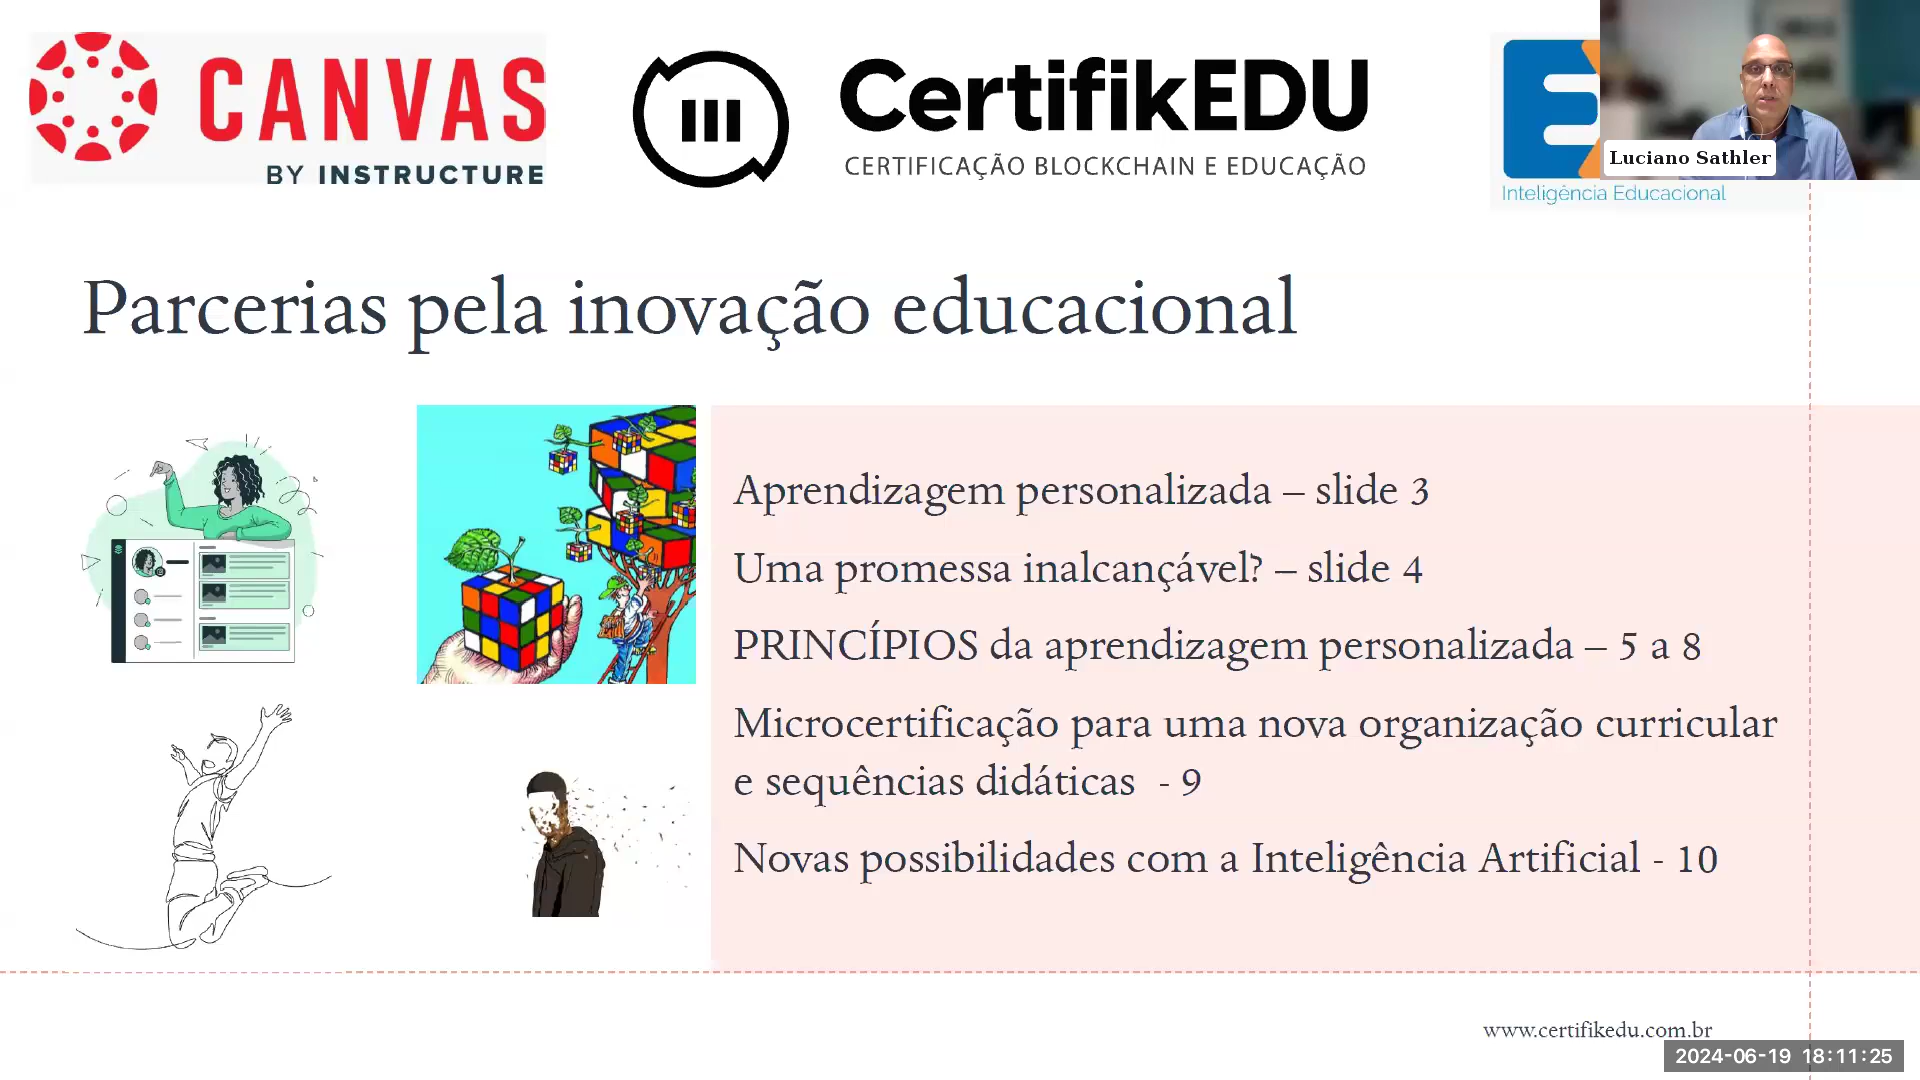 CANVAS
BY INSTRUCTURE
CertifikEDU
CERTIFICAÇÃO BLOCKCHAIN E EDUCAÇÃO
Inteligência Educacional
Luciano Sathler
Parcerias pela inovação educacional
Aprendizagem personalizada – slide 3
Uma promessa inalcançável? – slide 4
PRINCÍPIOS da aprendizagem personalizada – 5 a 8
Microcertificação para uma nova organização curricular
e sequências didáticas - 9
Novas possibilidades com a Inteligência Artificial - 10
www.certifikedu.com.br
2024-06-19 18:11:25